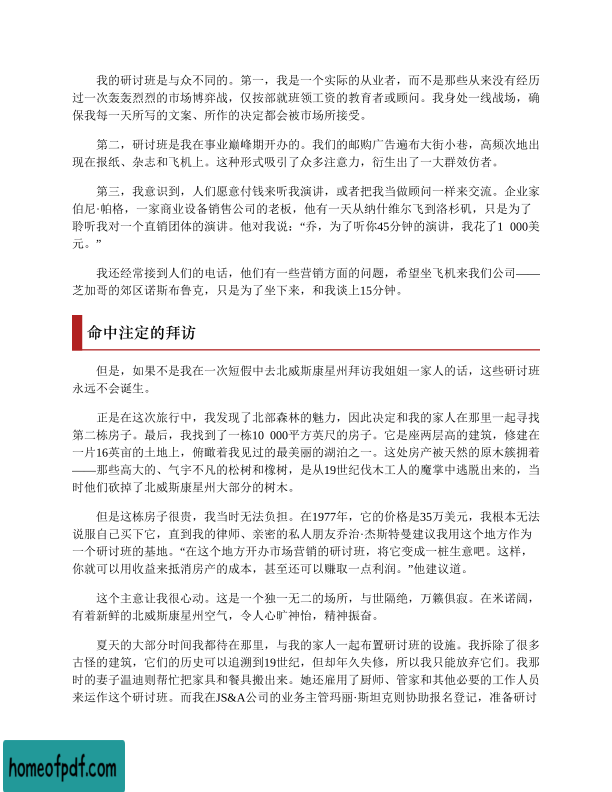 我的研讨班是与众不同的。第一，我是一个实际的从业者，而不是那些从来没有经历
过一次轰轰烈烈的市场博弈战，仅按部就班领工资的教育者或顾问。我身处一线战场，确
保我每一天所写的文案、所作的决定都会被市场所接受。
第二，研讨班是我在事业巅峰期开办的。我们的邮购广告遍布大街小巷，高频次地出
现在报纸、杂志和飞机上。这种形式吸引了众多注意力，衍生出了一大群效仿者。
第三，我意识到，人们愿意付钱来听我演讲，或者把我当做顾问一样来交流。企业家
伯尼·帕格，一家商业设备销售公司的老板，他有一天从纳什维尔飞到洛杉矶，只是为了
聆听我对一个直销团体的演讲。他对我说：“乔，为了听你45分钟的演讲，我花了1 000美
元。”
我还经常接到人们的电话，他们有一些营销方面的问题，希望坐飞机来我们公司——
芝加哥的郊区诺斯布鲁克，只是为了坐下来，和我谈上15分钟。
命中注定的拜访
但是，如果不是我在一次短假中去北威斯康星州拜访我姐姐一家人的话，这些研讨班
永远不会诞生。
正是在这次旅行中，我发现了北部森林的魅力，因此决定和我的家人在那里一起寻找
第二栋房子。最后，我找到了一栋10 000平方英尺的房子。它是座两层高的建筑，修建在
一片16英亩的土地上，俯瞰着我见过的最美丽的湖泊之一。这处房产被天然的原木簇拥着
——那些高大的、气宇不凡的松树和橡树，是从19世纪伐木工人的魔掌中逃脱出来的，当
时他们砍掉了北威斯康星州大部分的树木。
但是这栋房子很贵，我当时无法负担。在1977年，它的价格是35万美元，我根本无法
说服自己买下它，直到我的律师、亲密的私人朋友乔治·杰斯特曼建议我用这个地方作为
一个研讨班的基地。“在这个地方开办市场营销的研讨班，将它变成一桩生意吧。这样，
你就可以用收益来抵消房产的成本，甚至还可以赚取一点利润。”他建议道。
这个主意让我很心动。这是一个独一无二的场所，与世隔绝，万籁俱寂。在米诺阔，
有着新鲜的北威斯康星州空气，令人心旷神怡，精神振奋。
夏天的大部分时间我都待在那里，与我的家人一起布置研讨班的设施。我拆除了很多
古怪的建筑，它们的历史可以追溯到19世纪，但却年久失修，所以我只能放弃它们。我那
时的妻子温迪则帮忙把家具和餐具搬出来。她还雇用了厨师、管家和其他必要的工作人员
来运作这个研讨班。而我在JS&A公司的业务主管玛丽·斯坦克则协助报名登记，准备研讨
homeofpdf.com